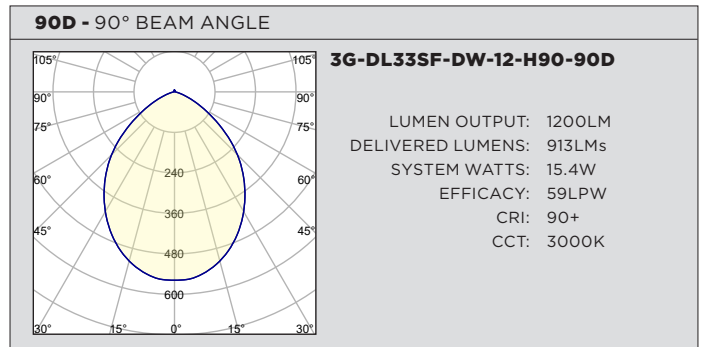 90D - 90° BEAM ANGLE
105° 105°
90° 90°
75° 75°
60° 60°
45° 45°
240
360
480
600
30° 15° 0° 15° 30°
3G-DL33SF-DW-12-H90-90D
LUMEN OUTPUT: 1200LM
DELIVERED LUMENS: 913LMs
SYSTEM WATTS: 15.4W
EFFICACY: 59LPW
CRI: 90+
CCT: 3000K